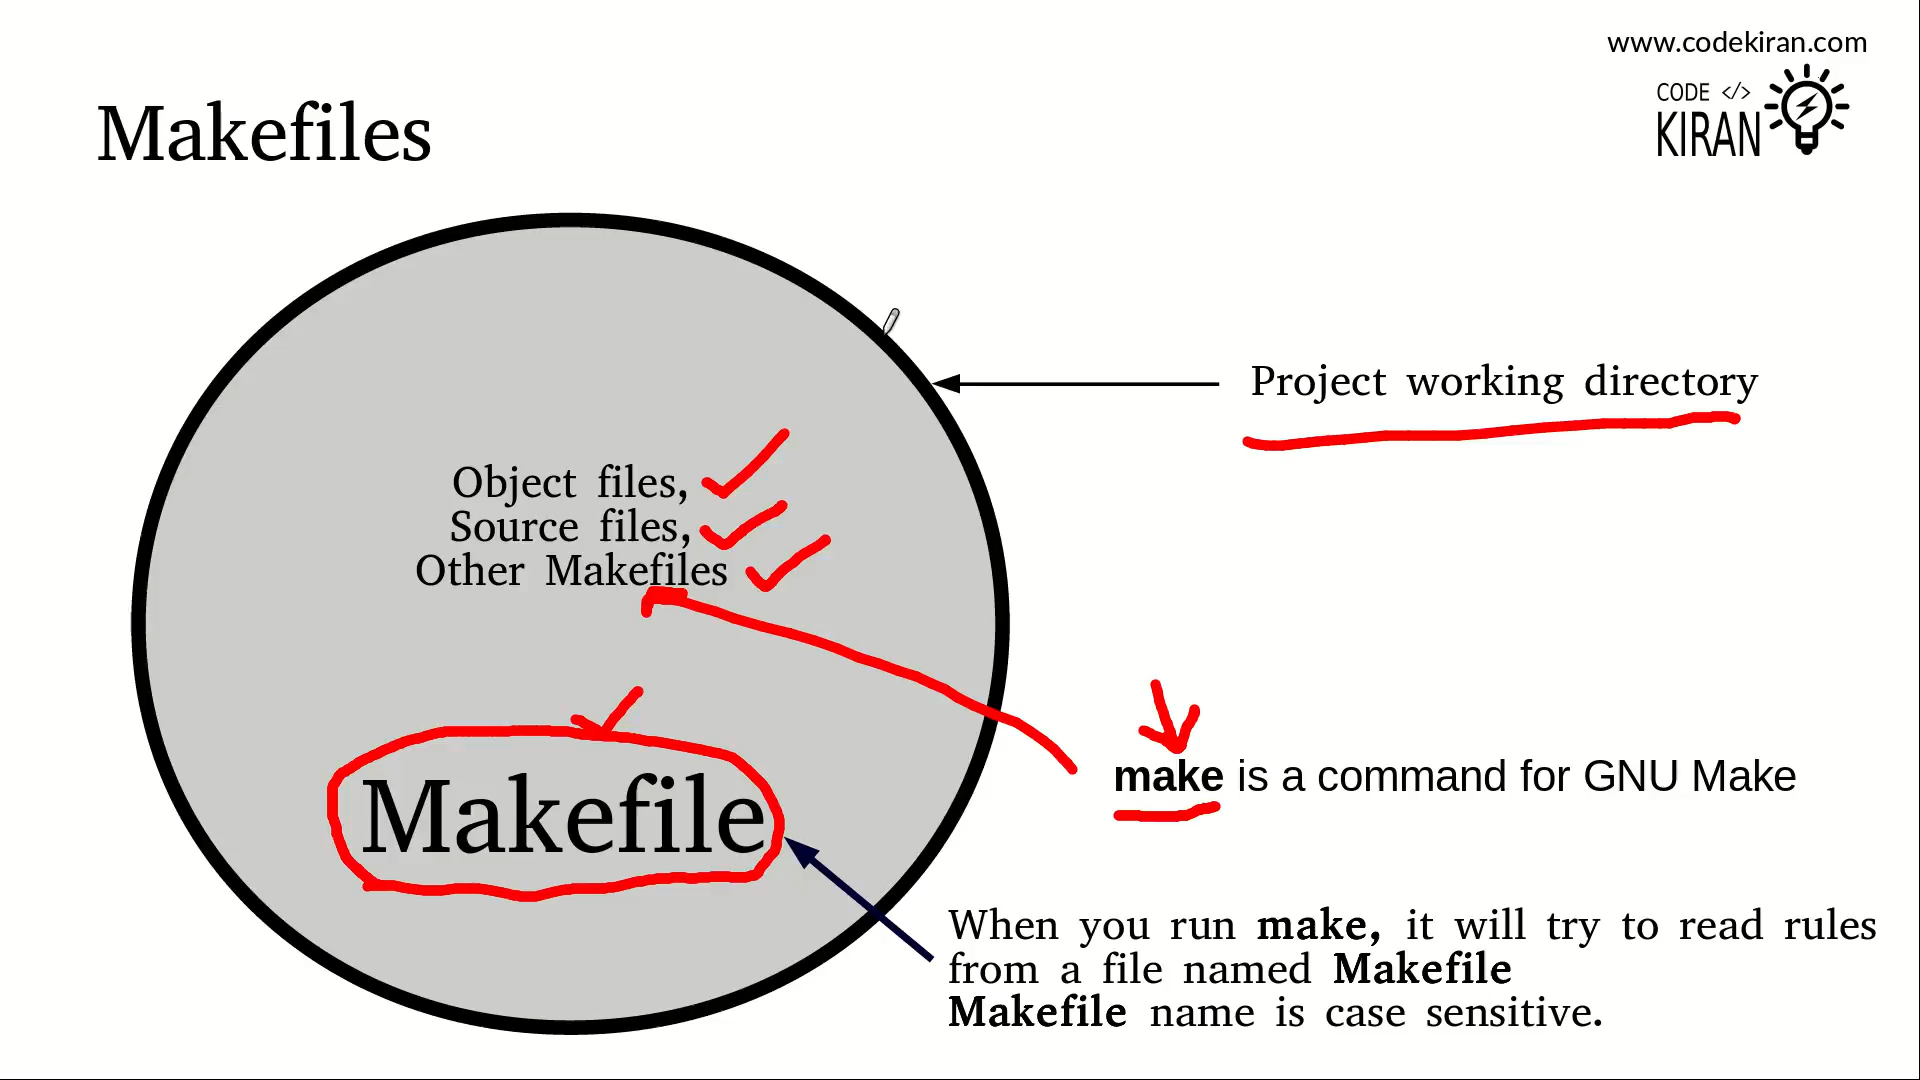 www.codekiran.com
CODE </>
KIRAN
Makefiles
Project working directory
Object files,
Source files,
Other Makefiles
make is a command for GNU Make
Makefile
When you run make, it will try to read rules
from a file named Makefile
Makefile name is case sensitive.